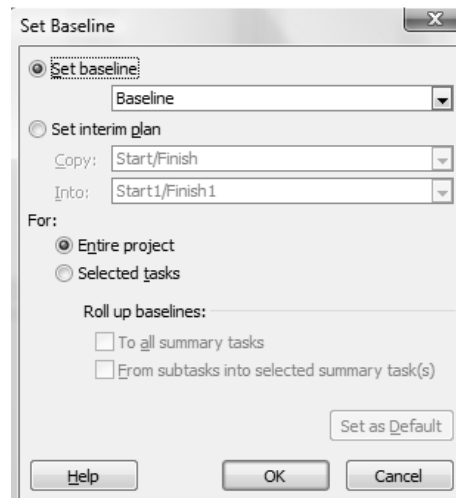 Set Baseline
X
Set baseline
Baseline
Set interim plan
Copy: Start/Finish
Into: Start1/Finish1
For:
Entire project
Selected tasks
Roll up baselines:
To all summary tasks
From subtasks into selected summary task(s)
Set as Default
Help OK Cancel